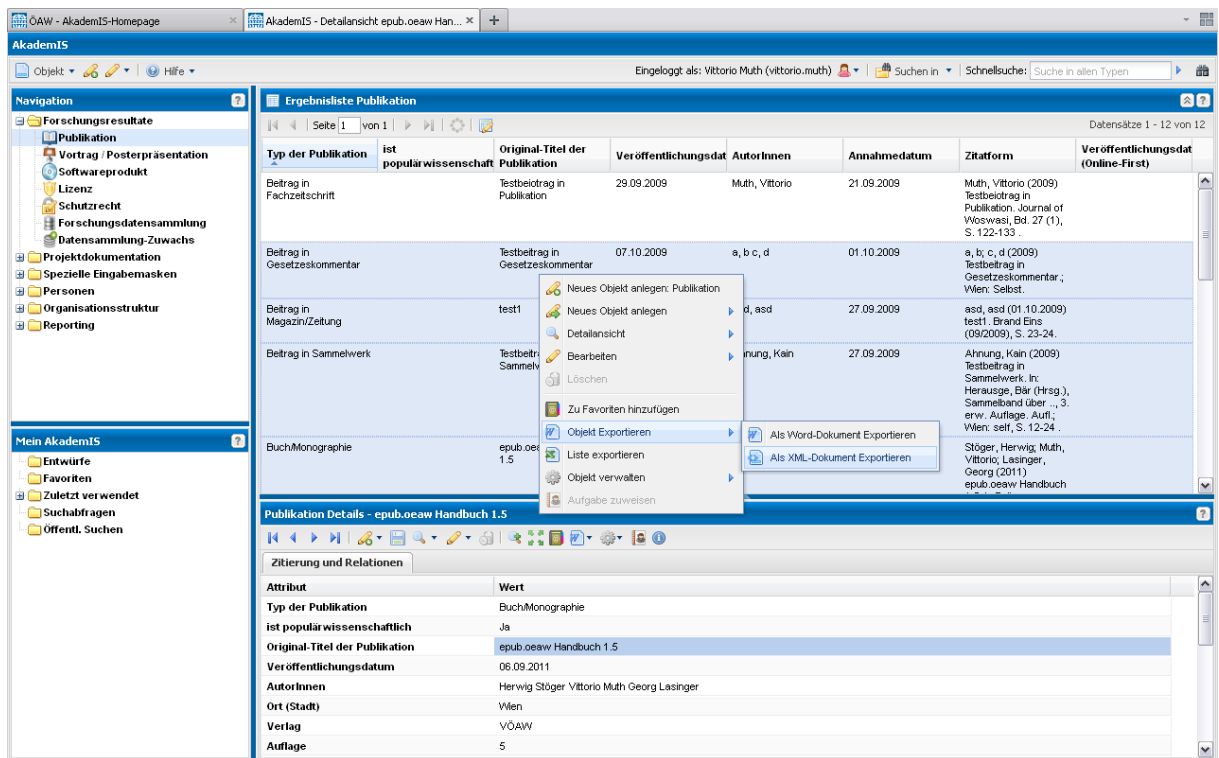 ÖAW - AkademIS-Homepage
AkademIS - Detailansicht epub.oeaw Han...
AkademIS
Objekt
Hilfe
Eingeloggt als: Vittorio Muth (vittorio.muth)
Suchen in
Schnellsuche: Suche in allen Typen
Navigation
Forschungsresultate
Publikation
Vortrag / Posterpräsentation
Softwareprodukt
Lizenz
Schutzrecht
Forschungsdatensammlung
Datensammlung-Zuwachs
Projektdokumentation
Spezielle Eingabemasken
Personen
Organisationsstruktur
Reporting
Mein AkademIS
Entwürfe
Favoriten
Zuletzt verwendet
Suchabfragen
Öffentl. Suchen
Ergebnisliste Publikation
Seite 1 von 1
Datensätze 1 - 12 von 12
Typ der Publikation
ist
populärwissenschaft
Original-Titel der
Publikation
Veröffentlichungsdat
AutorInnen
Annahmedatum
Zitatform
Veröffentlichungsdat
(Online-First)
Beitrag in
Fachzeitschrift
Testbeiotrag in
Publikation
29.09.2009
Muth, Vittorio
21.09.2009
Muth, Vittorio (2009)
Testbeiotrag in
Publikation. Journal of
Woswasi, Bd. 27 (1),
S. 122-133 .
Beitrag in
Gesetzeskommentar
Testbeitrag in
Gesetzeskommentar
07.10.2009
a, b c, d
01.10.2009
a, b; c, d (2009)
Testbeitrag in
Gesetzeskommentar.;
Wien: Selbst.
Beitrag in
Magazin/Zeitung
test1
d, asd
27.09.2009
asd, asd (01.10.2009)
test1. Brand Eins
(09/2009), S. 23-24.
Beitrag in Sammelwerk
Testbeitr
Sammelw
hnung, Kain
27.09.2009
Ahnung, Kain (2009)
Testbeitrag in
Sammelwerk. In:
Herausge, Bär (Hrsg.),
Sammelband über .., 3.
erw. Auflage. Aufl.;
Wien: self, S. 12-24 .
Buch/Monographie
epub.oea
1.5
Stöger, Herwig; Muth,
Vittorio; Lasinger,
Georg (2011)
epub.oeaw Handbuch
Neues Objekt anlegen: Publikation
Neues Objekt anlegen
Detailansicht
Bearbeiten
Löschen
Zu Favoriten hinzufügen
Objekt Exportieren
Liste exportieren
Objekt verwalten
Aufgabe zuweisen
Als Word-Dokument Exportieren
Als XML-Dokument Exportieren
Publikation Details - epub.oeaw Handbuch 1.5
Zitierung und Relationen
Attribut Wert
Typ der Publikation Buch/Monographie
ist populärwissenschaftlich Ja
Original-Titel der Publikation epub.oeaw Handbuch 1.5
Veröffentlichungsdatum 06.09.2011
AutorInnen Herwig Stöger Vittorio Muth Georg Lasinger
Ort (Stadt) Wien
Verlag VÖAW
Auflage 5